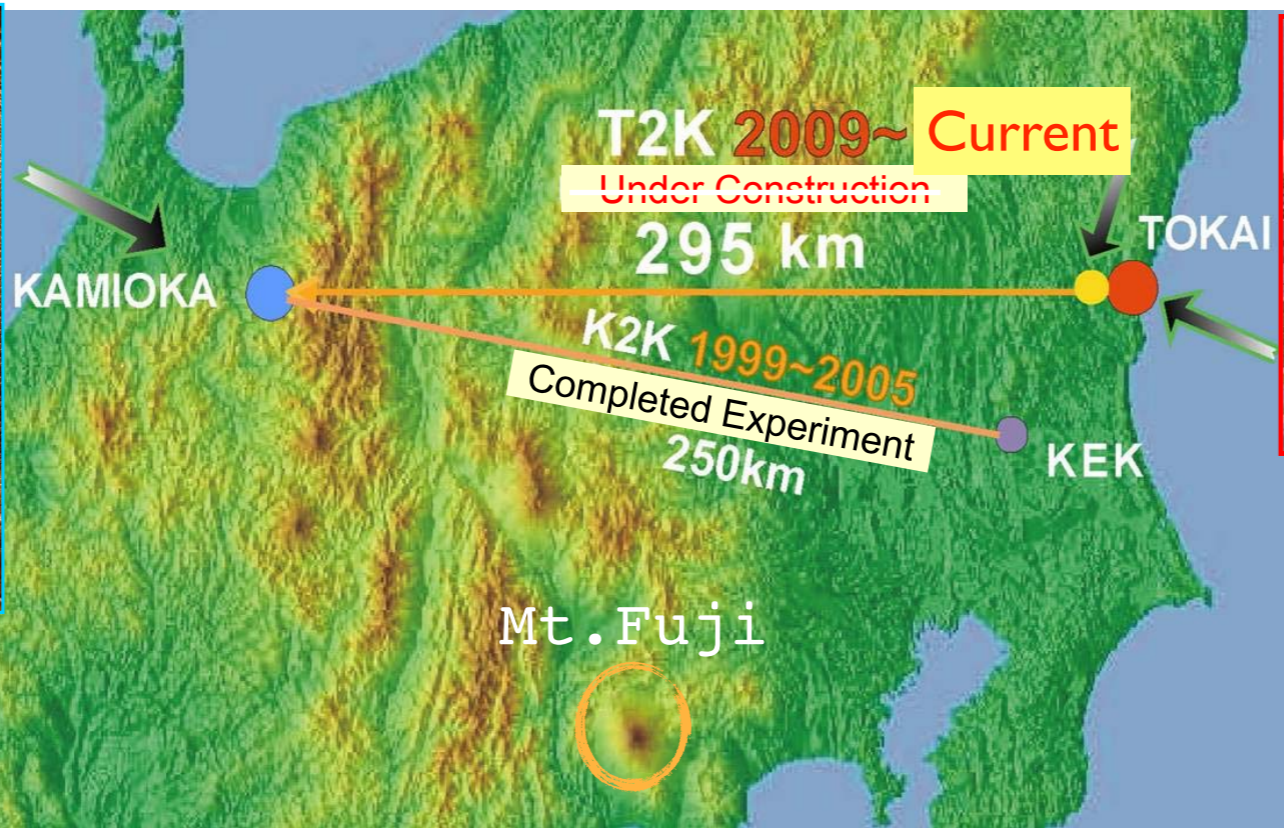 T2K 2009~ Current
Under Construction
295 km
TOKAI
KAMIOKA
K2K 1999~2005
Completed Experiment
250km
KEK
Mt.Fuji